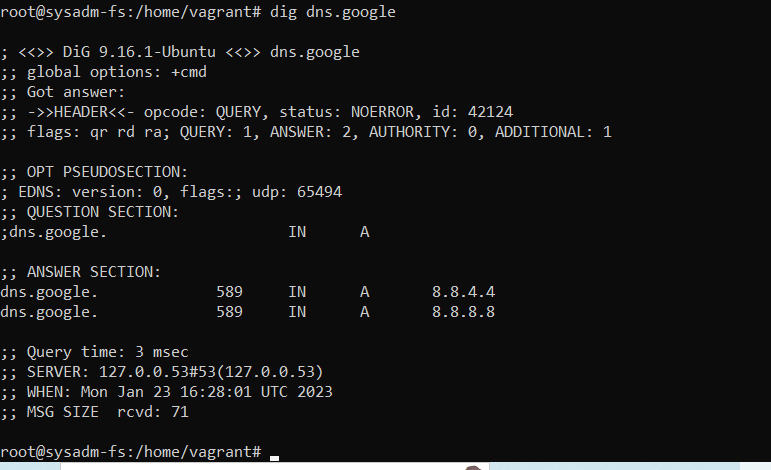 root@sysadm-fs:/home/vagrant# dig dns.google
; <<>> DiG 9.16.1-Ubuntu <<>> dns.google
;; global options: +cmd
;; Got answer:
;; ->>HEADER<<- opcode: QUERY, status: NOERROR, id: 42124
;; flags: qr rd ra; QUERY: 1, ANSWER: 2, AUTHORITY: 0, ADDITIONAL: 1
;; OPT PSEUDOSECTION:
; EDNS: version: 0, flags:; udp: 65494
;; QUESTION SECTION:
;dns.google. IN A
;; ANSWER SECTION:
dns.google. 589 IN A 8.8.4.4
dns.google. 589 IN A 8.8.8.8
;; Query time: 3 msec
;; SERVER: 127.0.0.53#53(127.0.0.53)
;; WHEN: Mon Jan 23 16:28:01 UTC 2023
;; MSG SIZE  rcvd: 71
root@sysadm-fs:/home/vagrant#